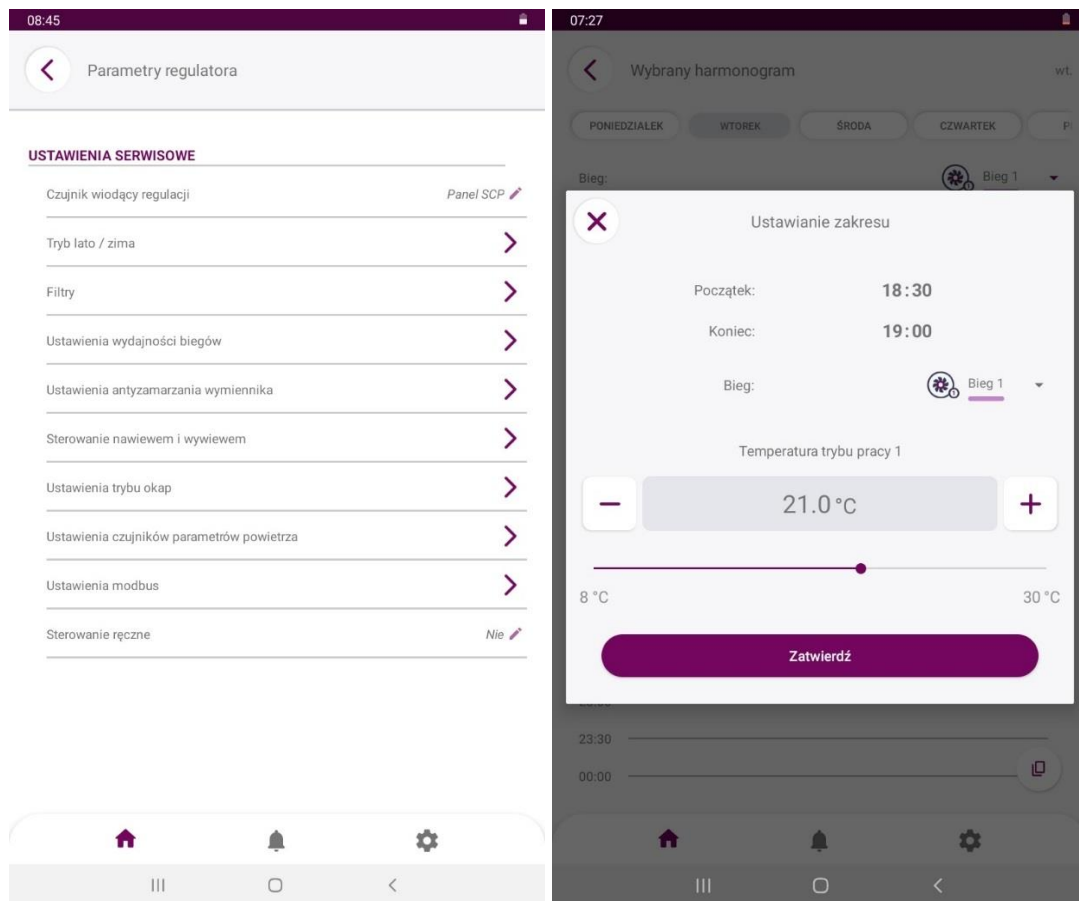 08:45
Parametry regulatora
USTAWIENIA SERWISOWE
Czujnik wiodący regulacji Panel SCP
Tryb lato / zima
Filtry
Ustawienia wydajności biegów
Ustawienia antyzamarzania wymiennika
Sterowanie nawiewem i wywiewem
Ustawienia trybu okap
Ustawienia czujników parametrów powietrza
Ustawienia modbus
Sterowanie ręczne Nie
07:27
Wybrany harmonogram wt.
PONIEDZIALEK WTOREK ŚRODA CZWARTEK
Bieg: Bieg 1
Ustawianie zakresu
Początek: 18:30
Koniec: 19:00
Bieg: Bieg 1
Temperatura trybu pracy 1
21.0 °C
8 °C 30 °C
Zatwierdź
23:30
00:00